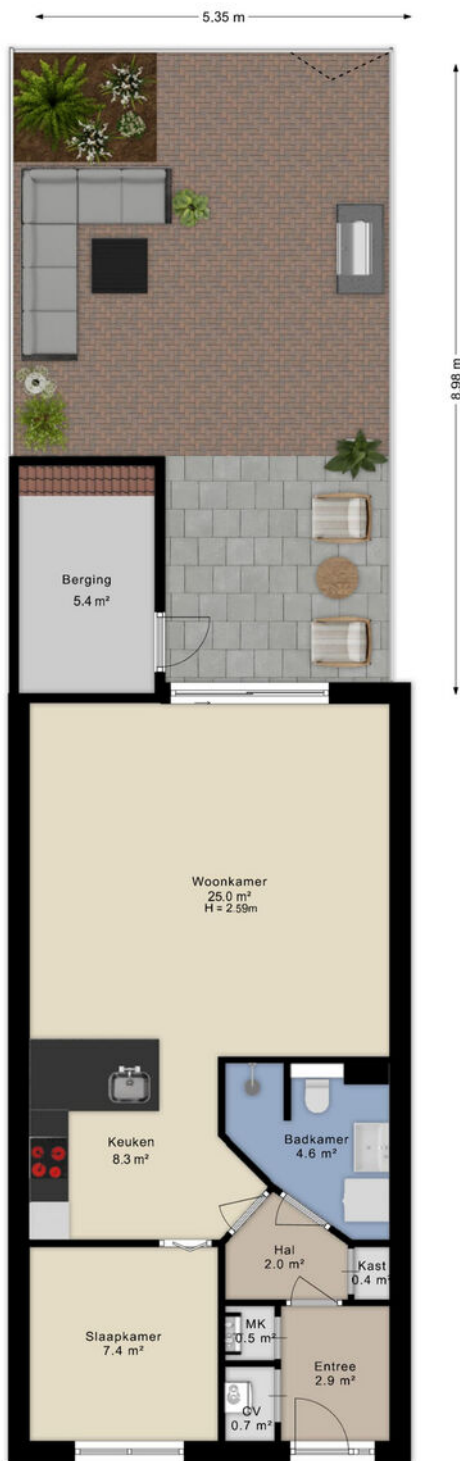 5.35 m
8.98 m
Berging
5.4 m²
Woonkamer
25.0 m²
H = 2.59m
Keuken
8.3 m²
Badkamer
4.6 m²
Hal
2.0 m²
Kast
0.4 m²
Slaapkamer
7.4 m²
MK
0.5 m²
Entree
2.9 m²
CV
0.7 m²